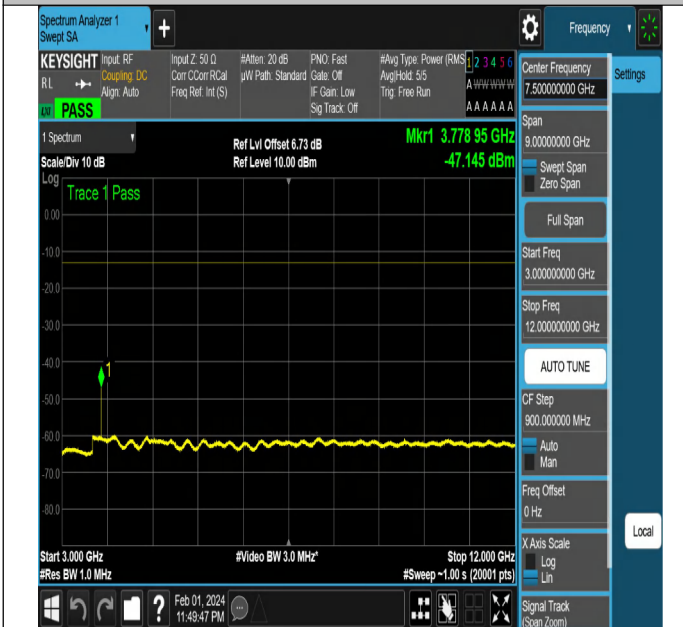 Spectrum Analyzer 1
Swept SA
Frequency
KEYSIGHT
RL
LXI
PASS
Input: RF
Coupling: DC
Align: Auto
Input Z: 50 Ω
Corr CCorr RCal
Freq Ref: Int (S)
#Atten: 20 dB
µW Path: Standard
PNO: Fast
Gate: Off
IF Gain: Low
Sig Track: Off
#Avg Type: Power (RMS
Avg|Hold: 5/5
Trig: Free Run
1 2 3 4 5 6
A W W W W W
A A A A A A
1 Spectrum
Scale/Div 10 dB
Log
Ref Lvl Offset 6.73 dB
Ref Level 10.00 dBm
Mkr1 3.778 95 GHz
-47.145 dBm
Trace 1 Pass
0.00
-10.0
-20.0
-30.0
-40.0
-50.0
-60.0
-70.0
-80.0
1
Start 3.000 GHz
#Res BW 1.0 MHz
#Video BW 3.0 MHz*
Stop 12.000 GHz
#Sweep ~1.00 s (20001 pts)
Feb 01, 2024
11:49:47 PM
?
Center Frequency
7.500000000 GHz
Settings
Span
9.00000000 GHz
Swept Span
Zero Span
Full Span
Start Freq
3.000000000 GHz
Stop Freq
12.000000000 GHz
AUTO TUNE
CF Step
900.000000 MHz
Auto
Man
Freq Offset
0 Hz
X Axis Scale
Log
Lin
Local
Signal Track
(Span Zoom)